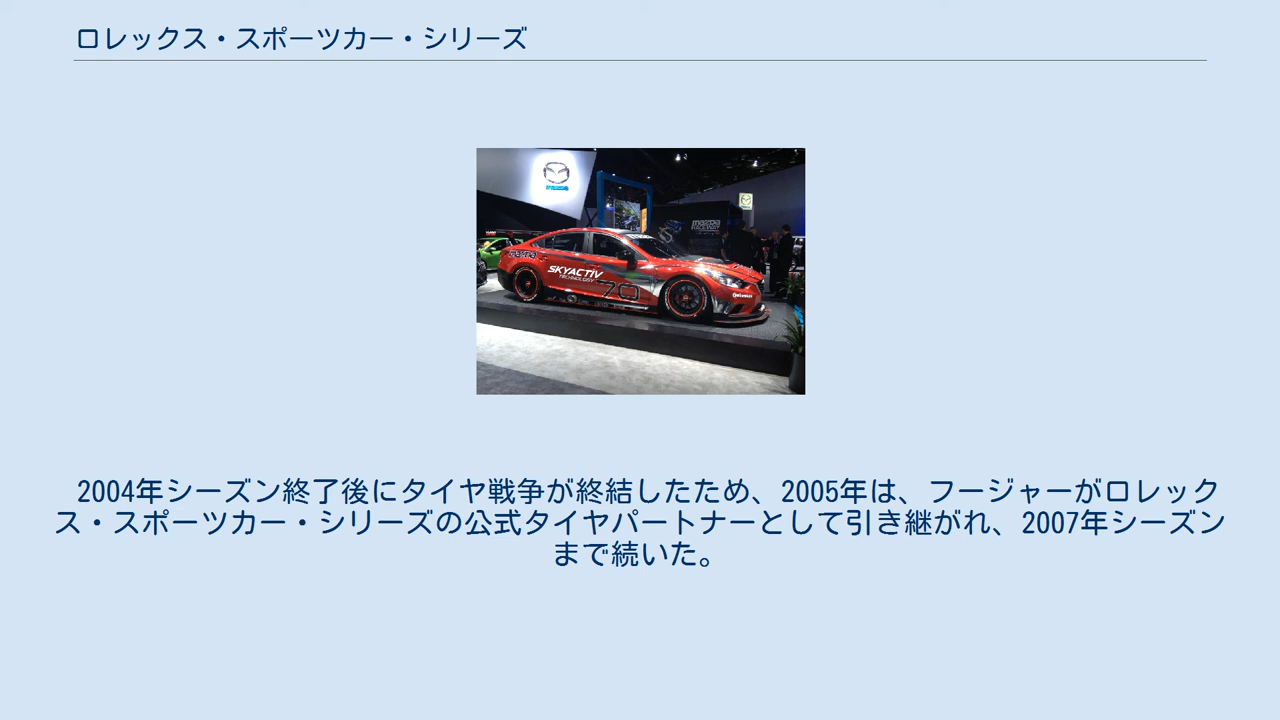 ロレックス・スポーツカー・シリーズ
SKYACTIV
TECHNOLOGY
70
2004年シーズン終了後にタイヤ戦争が終結したため、2005年は、フージャーがロレック
ス・スポーツカー・シリーズの公式タイヤパートナーとして引き継がれ、2007年シーズン
まで続いた。